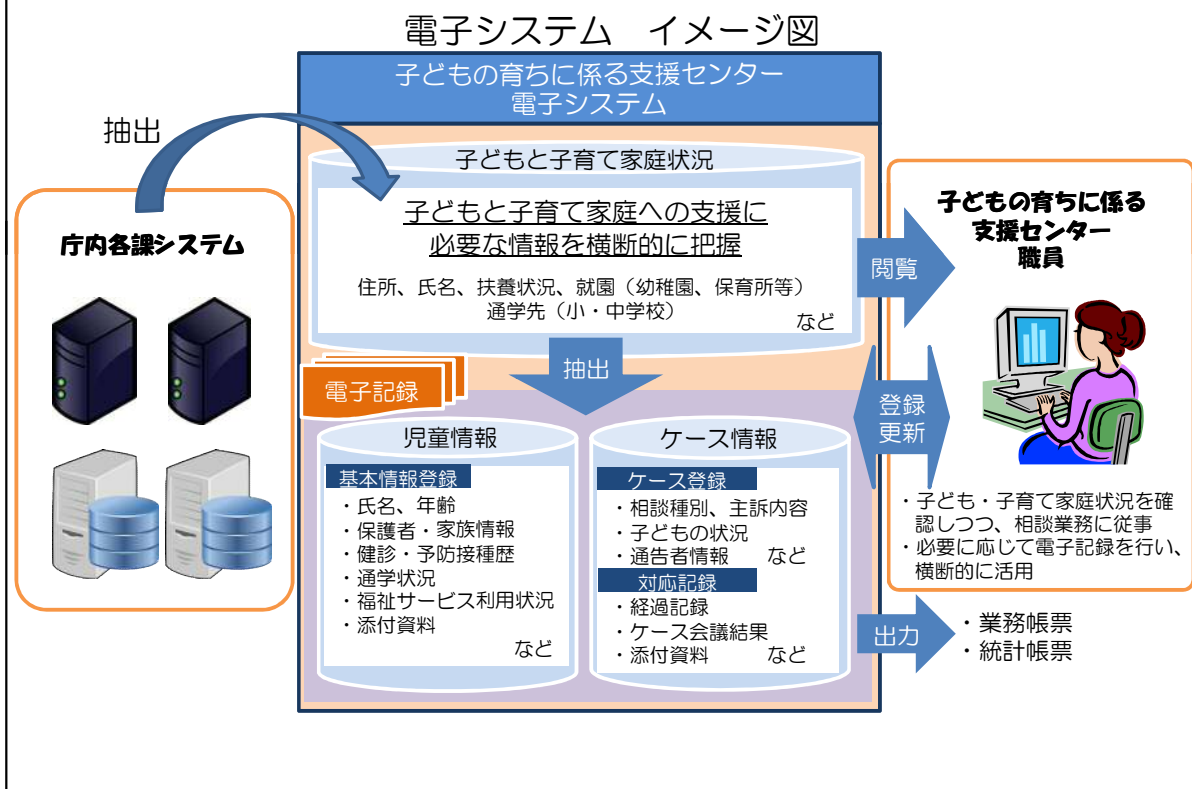 電子システム　イメージ図
子どもの育ちに係る支援センター
電子システム
抽出
庁内各課システム
子どもと子育て家庭状況
子どもと子育て家庭への支援に
必要な情報を横断的に把握
住所、氏名、扶養状況、就園（幼稚園、保育所等）
通学先（小・中学校）
など
抽出
電子記録
児童情報
基本情報登録
・氏名、年齢
・保護者・家族情報
・健診・予防接種歴
・通学状況
・福祉サービス利用状況
・添付資料
など
ケース情報
ケース登録
・相談種別、主訴内容
・子どもの状況
・通告者情報　など
対応記録
・経過記録
・ケース会議結果
・添付資料　など
閲覧
登録
更新
出力
子どもの育ちに係る
支援センター
職員
・子ども・子育て家庭状況を確
認しつつ、相談業務に従事
・必要に応じて電子記録を行い、
横断的に活用
・業務帳票
・統計帳票